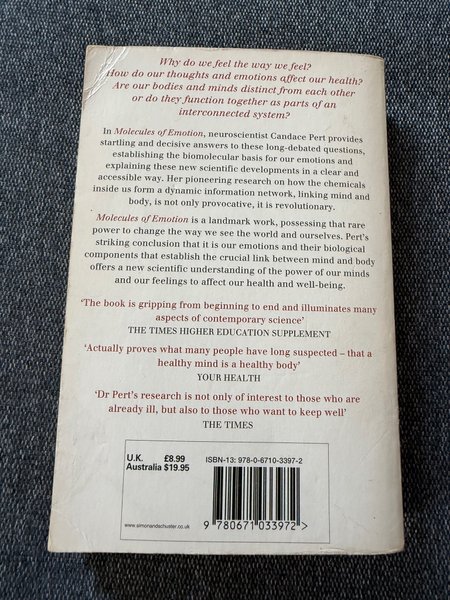 Why do we feel the way we feel?
How do our thoughts and emotions affect our health?
Are our bodies and minds distinct from each other
or do they function together as parts of an
interconnected system?
In Molecules of Emotion, neuroscientist Candace Pert provides
startling and decisive answers to these long-debated questions,
establishing the biomolecular basis for our emotions and
explaining these new scientific developments in a clear and
accessible way. Her pioneering research on how the chemicals
inside us form a dynamic information network, linking mind and
body, is not only provocative, it is revolutionary.
Molecules of Emotion is a landmark work, possessing that rare
power to change the way we see the world and ourselves. Pert's
striking conclusion that it is our emotions and their biological
components that establish the crucial link between mind and body
offers a new scientific understanding of the power of our minds
and our feelings to affect our health and well-being.
‘The book is gripping from beginning to end and illuminates many
aspects of contemporary science’
THE TIMES HIGHER EDUCATION SUPPLEMENT
‘Actually proves what many people have long suspected – that a
healthy mind is a healthy body’
YOUR HEALTH
‘Dr Pert's research is not only of interest to those who are
already ill, but also to those who want to keep well’
THE TIMES
U.K. £8.99
Australia $19.95
ISBN-13: 978-0-6710-3397-2
www.simonandschuster.co.uk
9 780671 033972 >